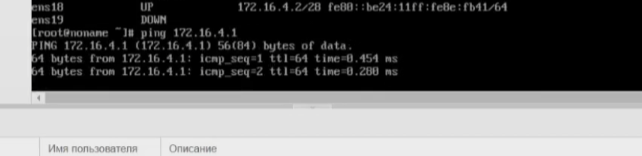 ens18 UP 172.16.4.2/28 fe80::be24:11ff:fe8e:fb41/64
ens19 DOWN
[root@noname ~]# ping 172.16.4.1
PING 172.16.4.1 (172.16.4.1) 56(84) bytes of data.
64 bytes from 172.16.4.1: icmp_seq=1 ttl=64 time=0.454 ms
64 bytes from 172.16.4.1: icmp_seq=2 ttl=64 time=0.280 ms
Имя пользователя Описание